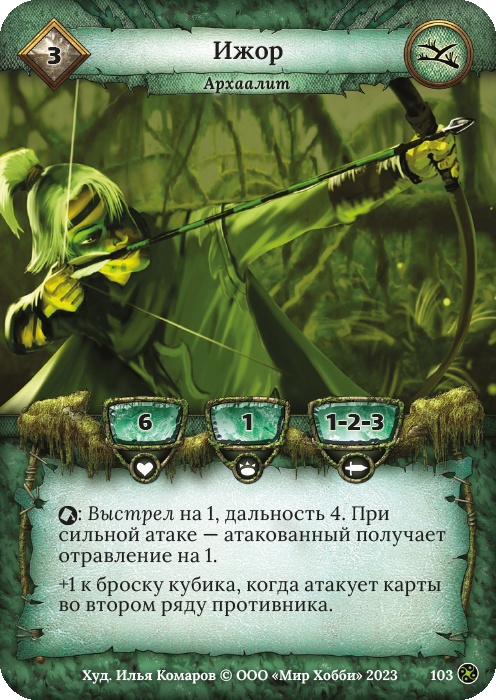 3
Ижор
Архаалит
6
1
1-2-3
: Выстрел на 1, дальность 4. При
сильной атаке — атакованный получает
отравление на 1.
+1 к броску кубика, когда атакует карты
во втором ряду противника.
Худ. Илья Комаров © ООО «Мир Хобби» 2023
103